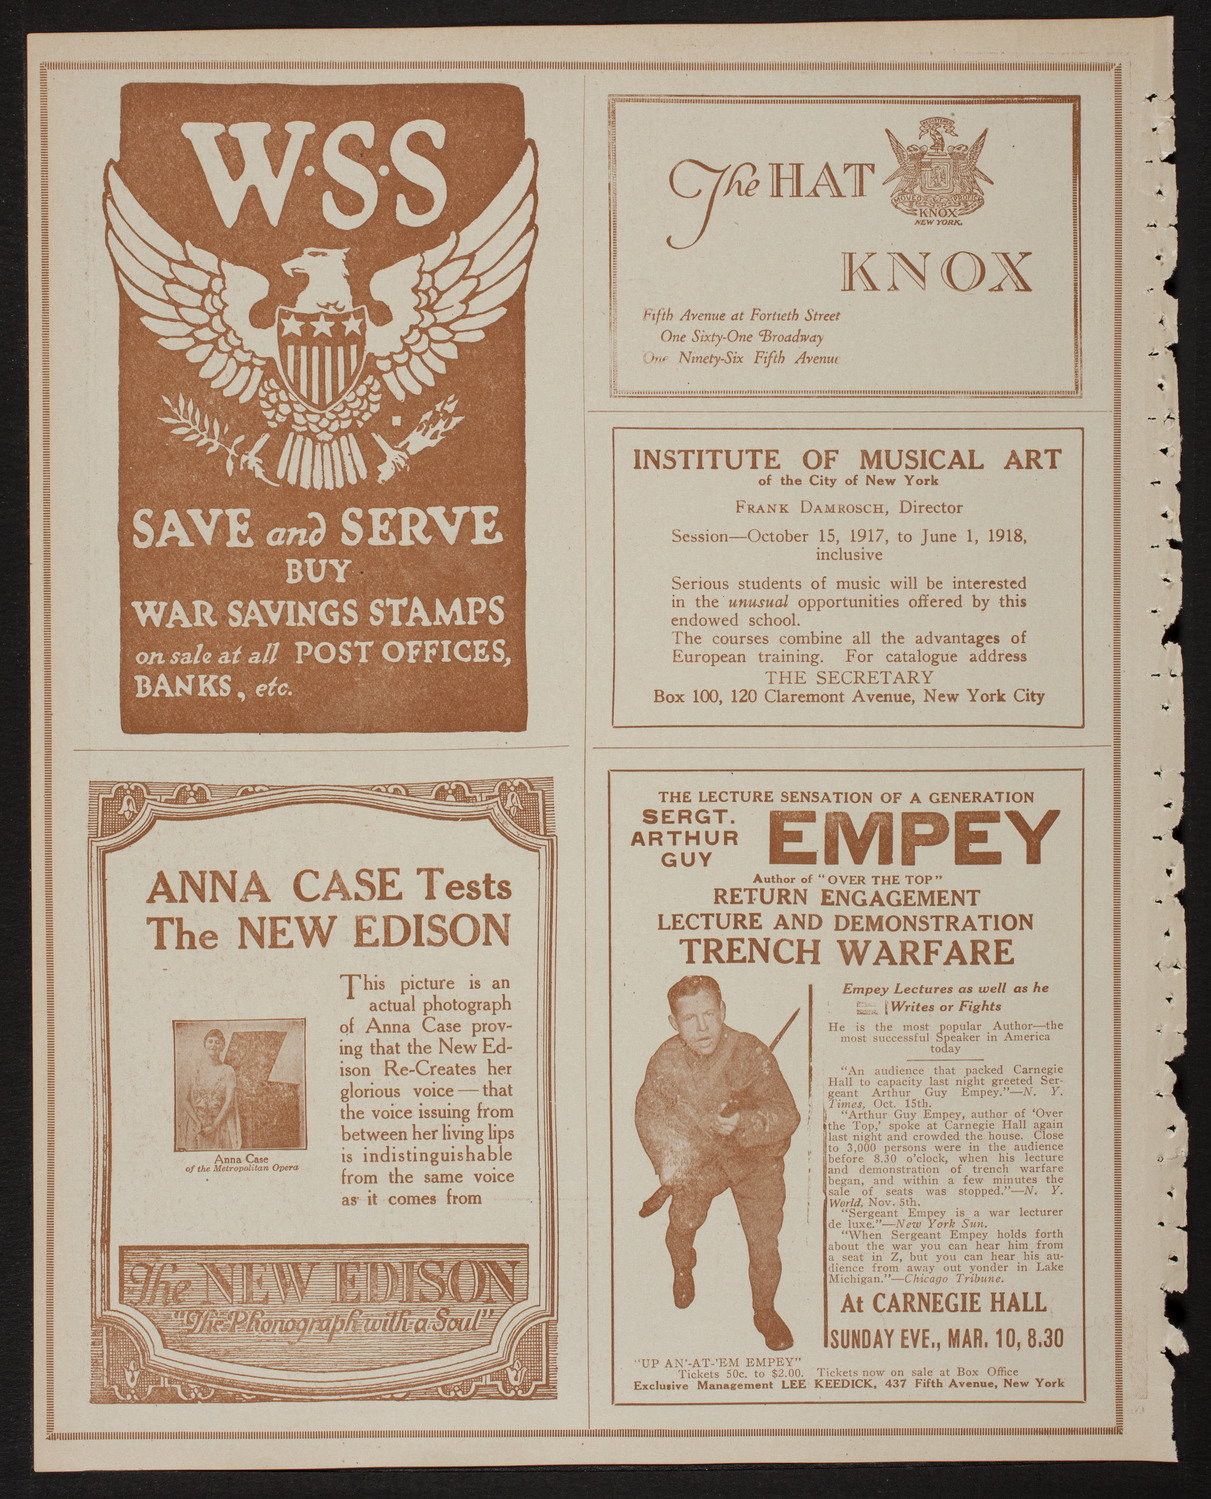 W·S·S
SAVE and SERVE
BUY
WAR SAVINGS STAMPS
on sale at all POST OFFICES,
BANKS, etc.
The HAT
KNOX
NEW YORK.
KNOX
Fifth Avenue at Fortieth Street
One Sixty-One Broadway
One Ninety-Six Fifth Avenue
INSTITUTE OF MUSICAL ART
of the City of New York
FRANK DAMROSCH, Director
Session—October 15, 1917, to June 1, 1918,
inclusive
Serious students of music will be interested
in the unusual opportunities offered by this
endowed school.
The courses combine all the advantages of
European training. For catalogue address
THE SECRETARY
Box 100, 120 Claremont Avenue, New York City
ANNA CASE Tests
The NEW EDISON
This picture is an
actual photograph
of Anna Case prov-
ing that the New Ed-
ison Re-Creates her
glorious voice—that
the voice issuing from
between her living lips
is indistinguishable
from the same voice
as it comes from
Anna Case
of the Metropolitan Opera
The NEW EDISON
"The Phonograph with a Soul"
THE LECTURE SENSATION OF A GENERATION
SERGT.
ARTHUR
GUY
EMPEY
Author of "OVER THE TOP"
RETURN ENGAGEMENT
LECTURE AND DEMONSTRATION
TRENCH WARFARE
Empey Lectures as well as he
Writes or Fights
He is the most popular Author—the
most successful Speaker in America
today
"An audience that packed Carnegie
Hall to capacity last night greeted Ser-
geant Arthur Guy Empey."—N. Y.
Times, Oct. 15th.
"Arthur Guy Empey, author of 'Over
the Top,' spoke at Carnegie Hall again
last night and crowded the house. Close
to 3,000 persons were in the audience
before 8.30 o'clock, when his lecture
and demonstration of trench warfare
began, and within a few minutes the
sale of seats was stopped."—N. Y.
World, Nov. 5th.
"Sergeant Empey is a war lecturer
de luxe."—New York Sun.
"When Sergeant Empey holds forth
about the war you can hear him from
a seat in Z, but you can hear his au-
dience from away out yonder in Lake
Michigan."—Chicago Tribune.
At CARNEGIE HALL
SUNDAY EVE., MAR. 10, 8.30
"UP AN'-AT-'EM EMPEY"
Tickets 50c. to $2.00. Tickets now on sale at Box Office
Exclusive Management LEE KEEDICK, 437 Fifth Avenue, New York